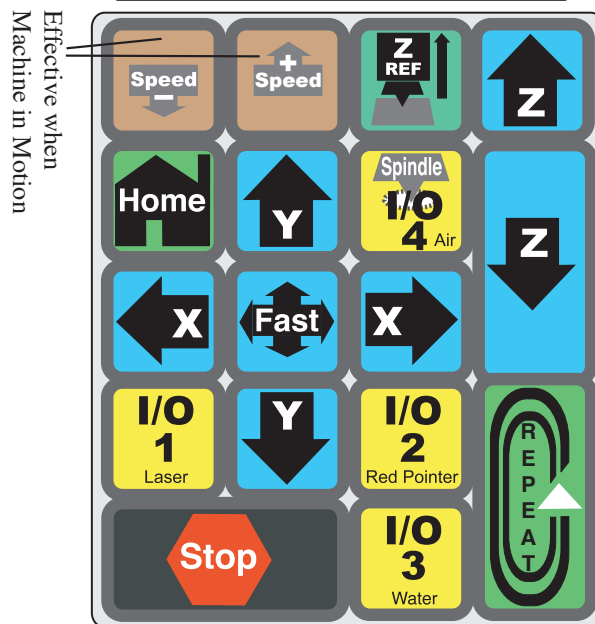 Effective when
Machine in Motion
Speed
–
+
Speed
Z
REF
Z
Home
Y
Spindle
I/O
4 Air
Z
X
Fast
X
I/O
1
Laser
Y
I/O
2
Red Pointer
REPEAT
Stop
I/O
3
Water